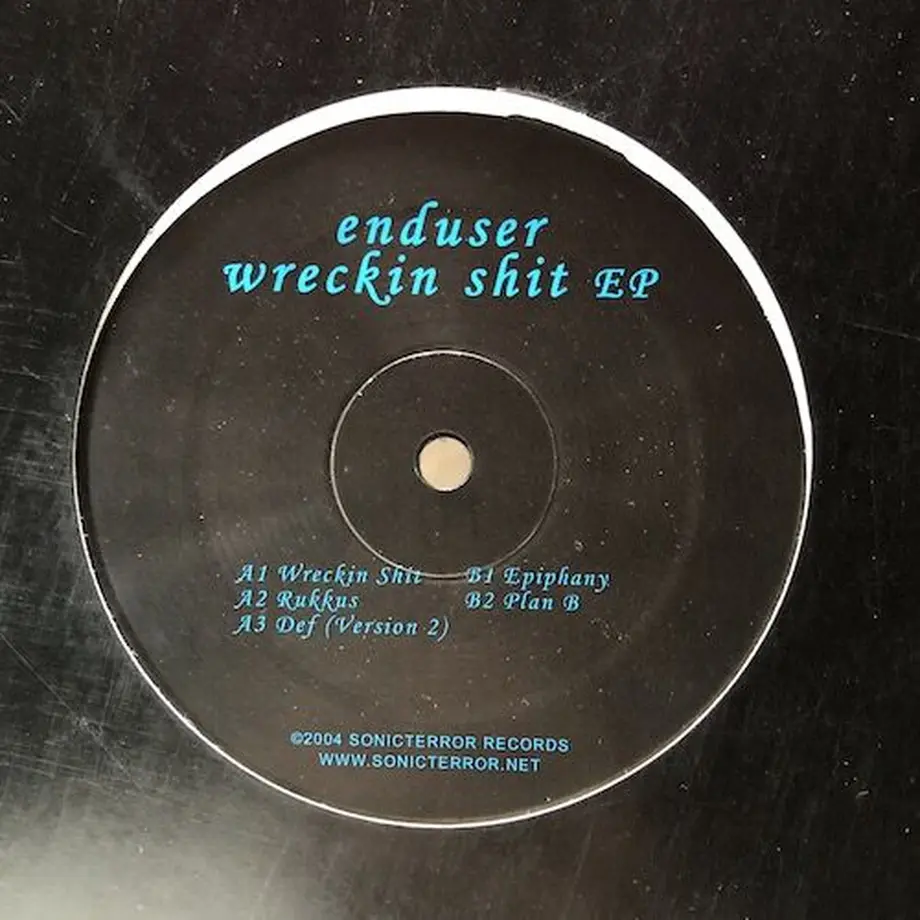 enduser
wreckin shit EP
A1 Wreckin Shit B1 Epiphany
A2 Rukkus B2 Plan B
A3 Def (Version 2)
©2004 SONICTERROR RECORDS
WWW.SONICTERROR.NET